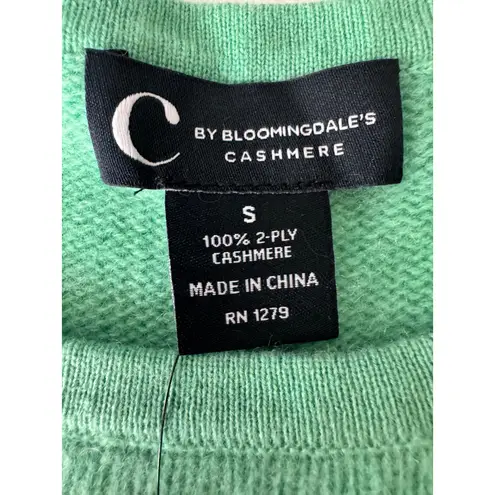 C
BY BLOOMINGDALE'S
CASHMERE
S
100% 2-PLY
CASHMERE
MADE IN CHINA
RN 1279